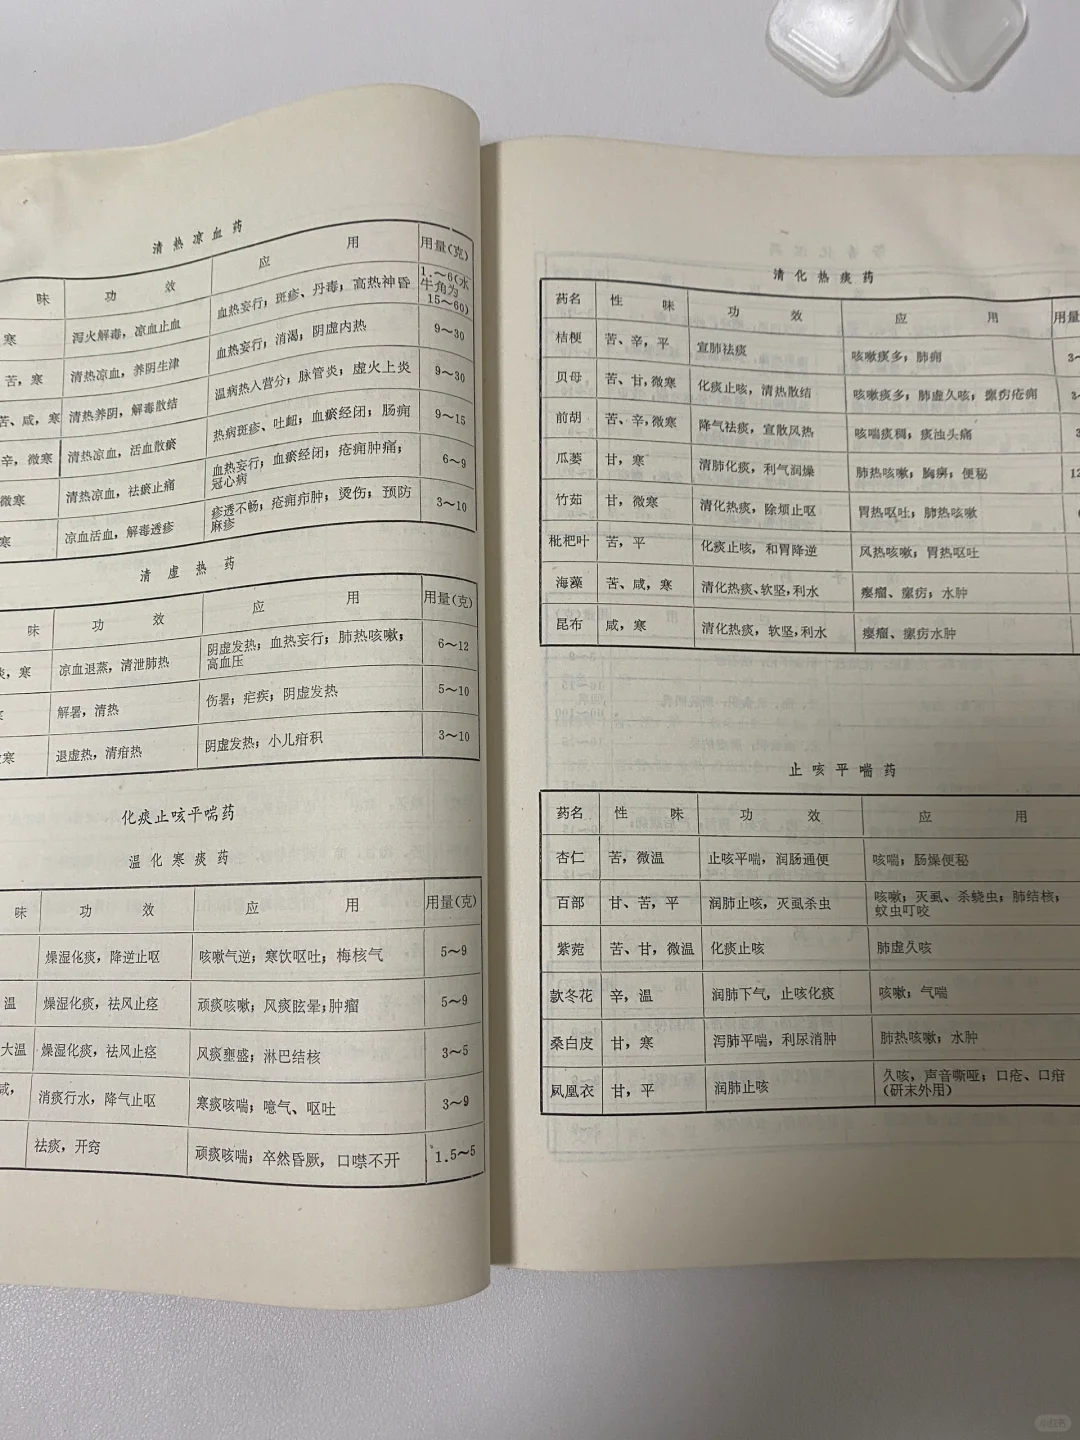 清热凉血药
味 功 效 应 用 用量(克)
寒 泻火解毒，凉血止血 血热妄行；斑疹、丹毒；高热神昏 1.～6(水
牛角为
15～60)
苦，寒 清热凉血，养阴生津 血热妄行；消渴；阴虚内热 9～30
苦、咸，寒 清热养阴，解毒散结 温病热入营分；脉管炎；虚火上炎 9～30
辛，微寒 清热凉血，活血散瘀 热病斑疹、吐衄；血瘀经闭；肠痈 9～15
微寒 清热凉血，祛瘀止痛 血热妄行；血瘀经闭；疮痈肿痛； 6～9
冠心病
寒 凉血活血，解毒透疹 疹透不畅；疮痈疖肿；烫伤；预防 3～10
麻疹
清虚热药
味 功 效 应 用 用量(克)
寒 凉血退蒸，清泄肺热 阴虚发热；血热妄行；肺热咳嗽； 6～12
高血压
寒 解暑，清热 伤暑；疟疾；阴虚发热 5～10
寒 退虚热，清疳热 阴虚发热；小儿疳积 3～10
化痰止咳平喘药
温化寒痰药
味 功 效 应 用 用量(克)
燥湿化痰，降逆止呕 咳嗽气逆；寒饮呕吐；梅核气 5～9
温 燥湿化痰，祛风止痉 顽痰咳嗽；风痰眩晕；肿瘤 5～9
大温 燥湿化痰，祛风止痉 风痰壅盛；淋巴结核 3～5
咸，
消痰行水，降气止呕 寒痰咳喘；噫气、呕吐 3～9
祛痰，开窍 顽痰咳喘；卒然昏厥，口噤不开 1.5～5
清化热痰药
药名 性 味 功 效 应 用 用量
桔梗 苦、辛，平 宣肺祛痰 咳嗽痰多；肺痈 3～
贝母 苦、甘，微寒 化痰止咳，清热散结 咳嗽痰多；肺虚久咳；瘰疬疮痈 3～
前胡 苦、辛，微寒 降气祛痰，宣散风热 咳喘痰稠；痰浊头痛 3
瓜蒌 甘，寒 清肺化痰，利气润燥 肺热咳嗽；胸痹；便秘 12
竹茹 甘，微寒 清化热痰，除烦止呕 胃热呕吐；肺热咳嗽
枇杷叶 苦，平 化痰止咳，和胃降逆 风热咳嗽；胃热呕吐
海藻 苦、咸，寒 清化热痰、软坚，利水 瘿瘤、瘰疬；水肿
昆布 咸，寒 清化热痰，软坚，利水 瘿瘤、瘰疬水肿
止咳平喘药
药名 性 味 功 效 应 用
杏仁 苦，微温 止咳平喘，润肠通便 咳喘；肠燥便秘
百部 甘、苦，平 润肺止咳，灭虱杀虫 咳嗽；灭虱、杀蛲虫；肺结核；
蚊虫叮咬
紫菀 苦、甘，微温 化痰止咳 肺虚久咳
款冬花 辛，温 润肺下气，止咳化痰 咳嗽；气喘
桑白皮 甘，寒 泻肺平喘，利尿消肿 肺热咳嗽；水肿
凤凰衣 甘，平 润肺止咳 久咳，声音嘶哑；口疮、口疳
(研末外用)
小红书